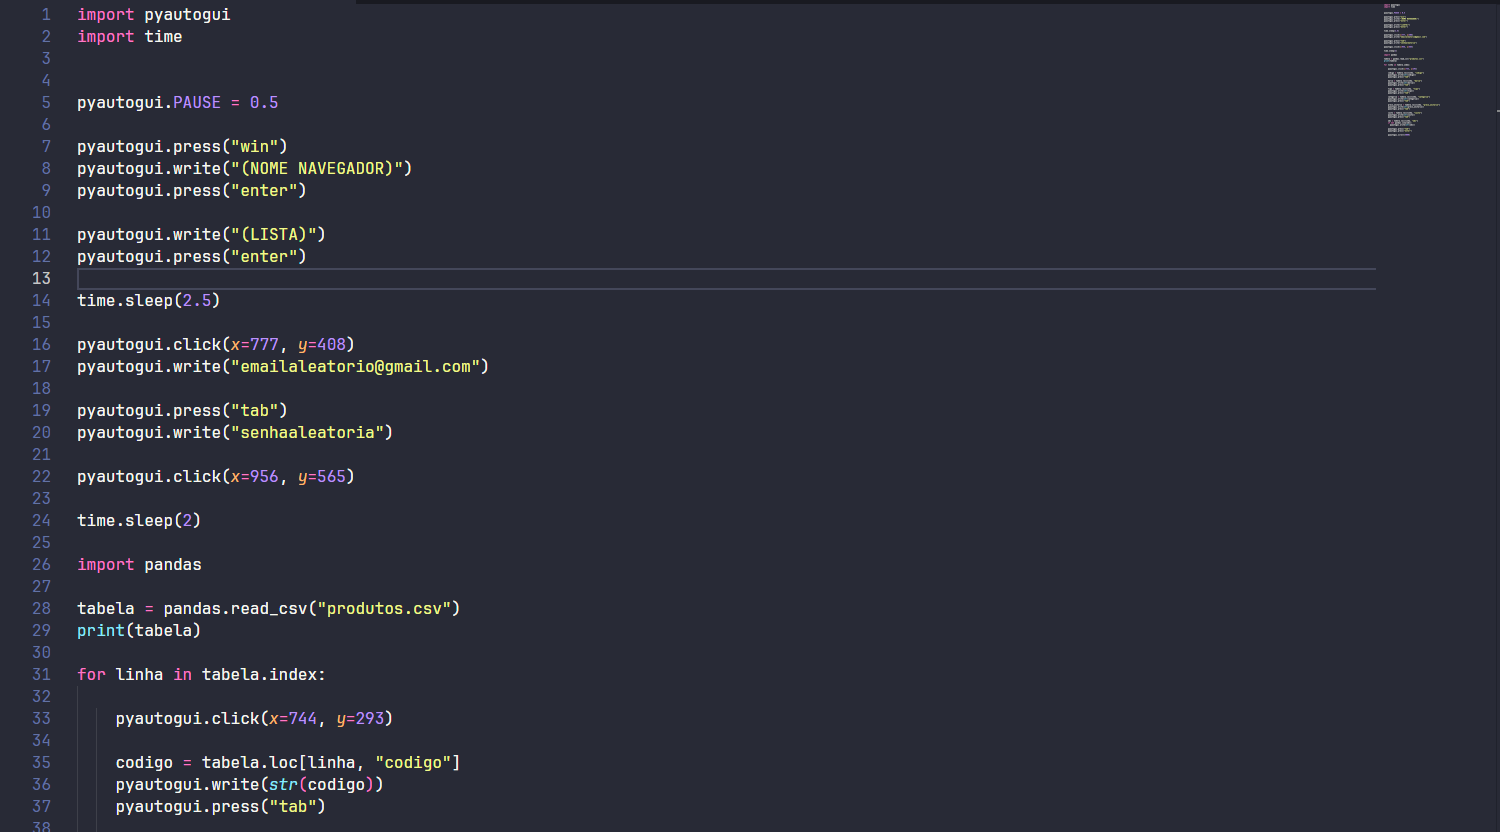 1 import pyautogui
2 import time
3
4
5 pyautogui.PAUSE = 0.5
6
7 pyautogui.press("win")
8 pyautogui.write("(NOME NAVEGADOR)")
9 pyautogui.press("enter")
10
11 pyautogui.write("(LISTA)")
12 pyautogui.press("enter")
13
14 time.sleep(2.5)
15
16 pyautogui.click(x=777, y=408)
17 pyautogui.write("emailaleatorio@gmail.com")
18
19 pyautogui.press("tab")
20 pyautogui.write("senhaaleatoria")
21
22 pyautogui.click(x=956, y=565)
23
24 time.sleep(2)
25
26 import pandas
27
28 tabela = pandas.read_csv("produtos.csv")
29 print(tabela)
30
31 for linha in tabela.index:
32
33     pyautogui.click(x=744, y=293)
34
35     codigo = tabela.loc[linha, "codigo"]
36     pyautogui.write(str(codigo))
37     pyautogui.press("tab")
38